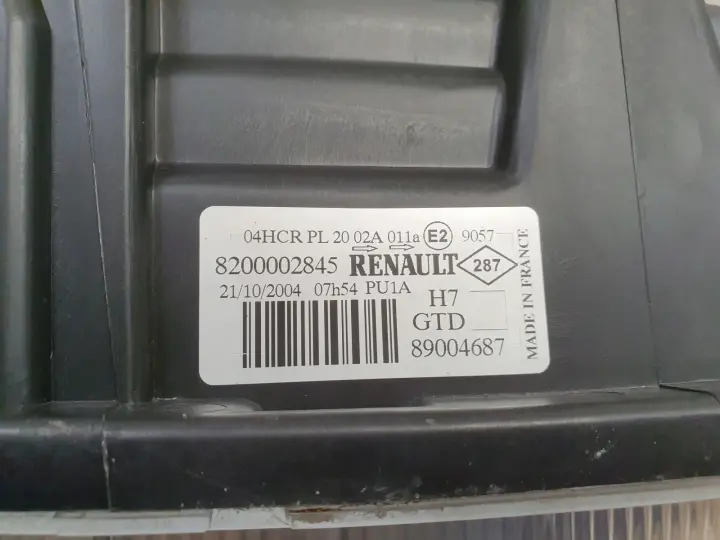 04HCR PL 20 02A 011a E2 9057
8200002845 RENAULT 287
21/10/2004 07h54 PU1A
H7
GTD
89004687
MADE IN FRANCE